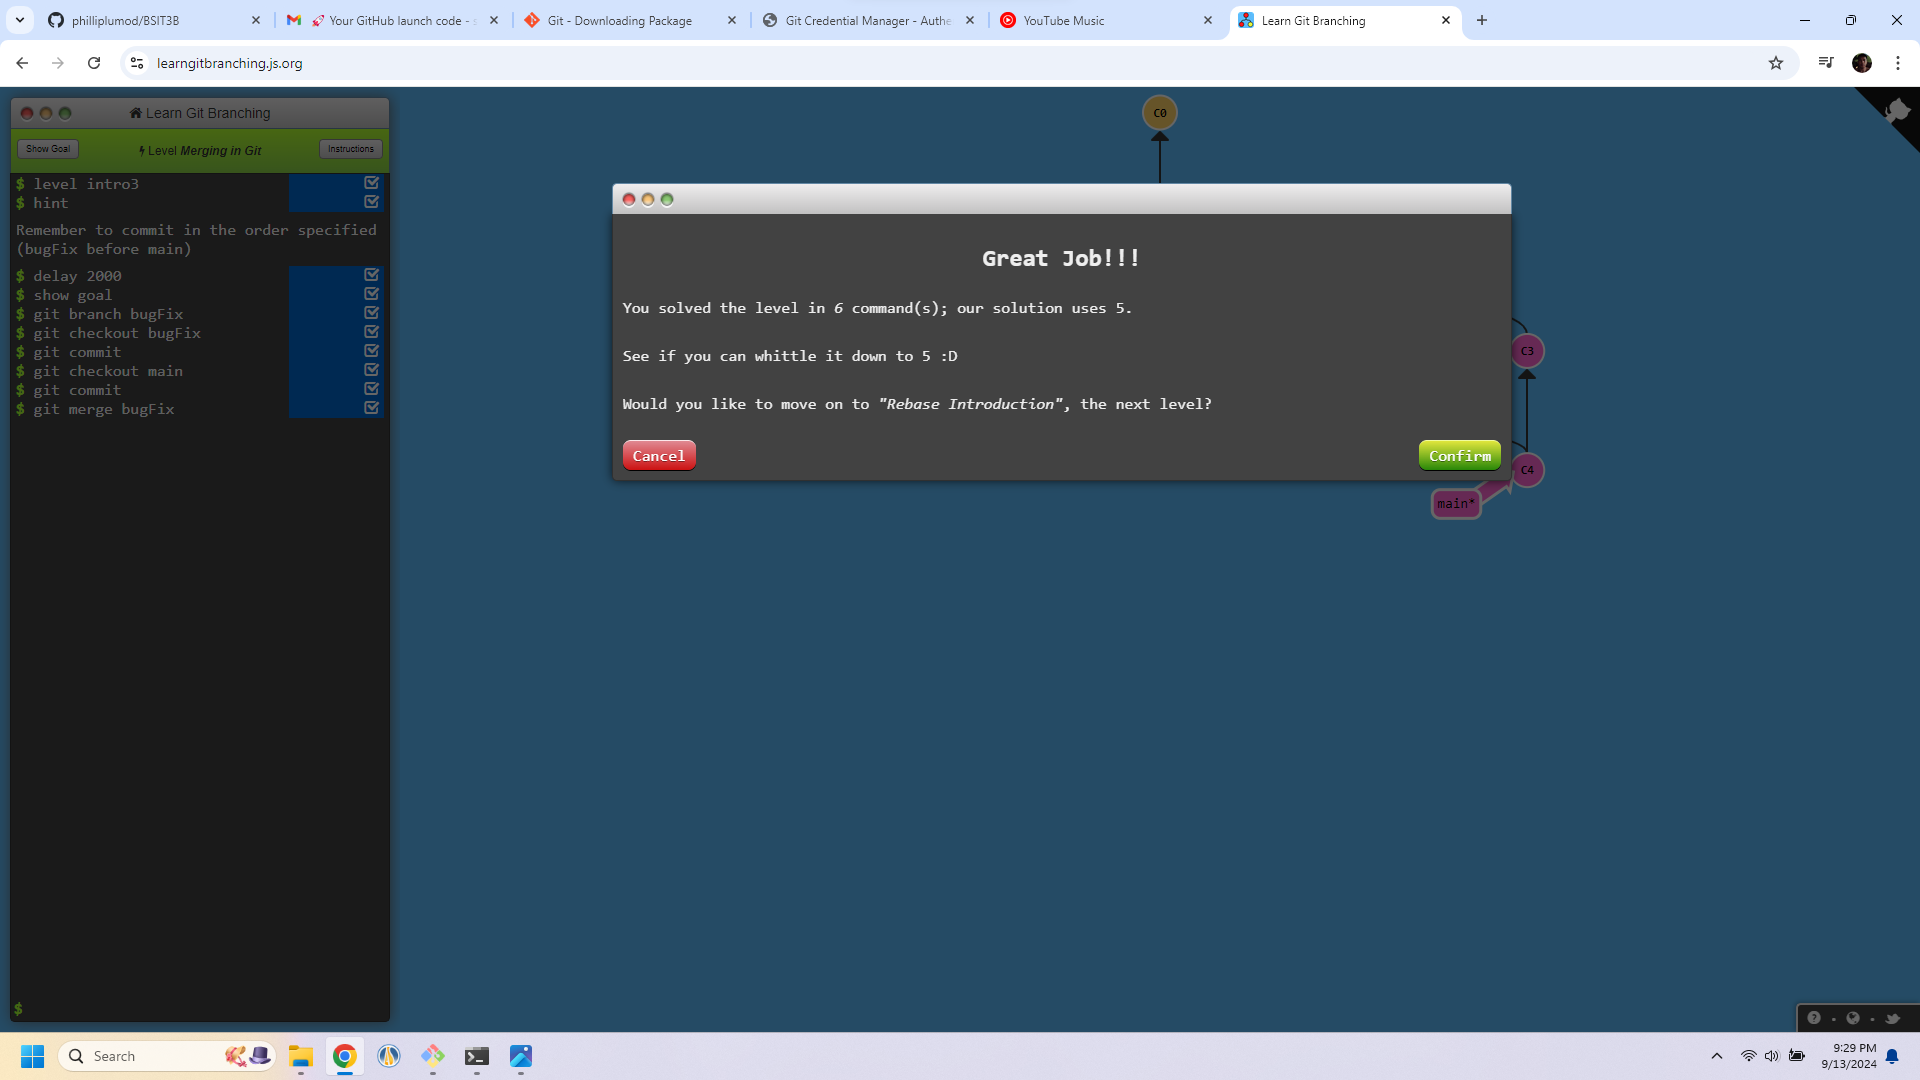 philliplumod/BSIT3B
🚀 Your GitHub launch code - s
Git - Downloading Package
Git Credential Manager - Authe
YouTube Music
Learn Git Branching
learngitbranching.js.org
Learn Git Branching
Show Goal
Level Merging in Git
Instructions
$ level intro3
$ hint
Remember to commit in the order specified
(bugFix before main)
$ delay 2000
$ show goal
$ git branch bugFix
$ git checkout bugFix
$ git commit
$ git checkout main
$ git commit
$ git merge bugFix
$
C0
Great Job!!!
You solved the level in 6 command(s); our solution uses 5.
See if you can whittle it down to 5 :D
Would you like to move on to "Rebase Introduction", the next level?
Cancel
Confirm
C3
C4
main*
Search
9:29 PM
9/13/2024